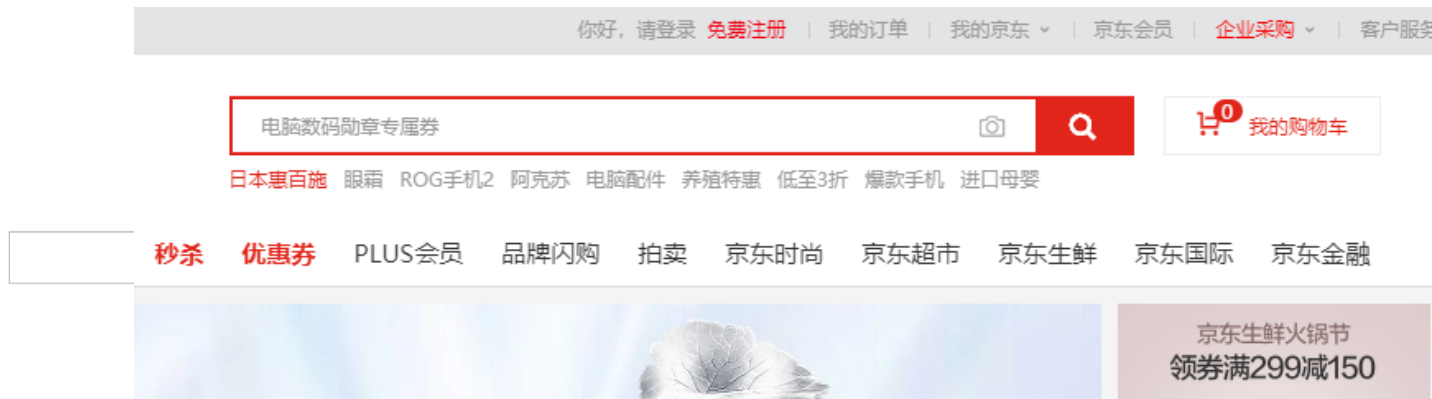 你好，请登录 免费注册 我的订单 我的京东 京东会员 企业采购 客户服务
电脑数码勋章专属券
0 我的购物车
日本惠百施 眼霜 ROG手机2 阿克苏 电脑配件 养殖特惠 低至3折 爆款手机 进口母婴
秒杀 优惠券 PLUS会员 品牌闪购 拍卖 京东时尚 京东超市 京东生鲜 京东国际 京东金融
京东生鲜火锅节
领券满299减150